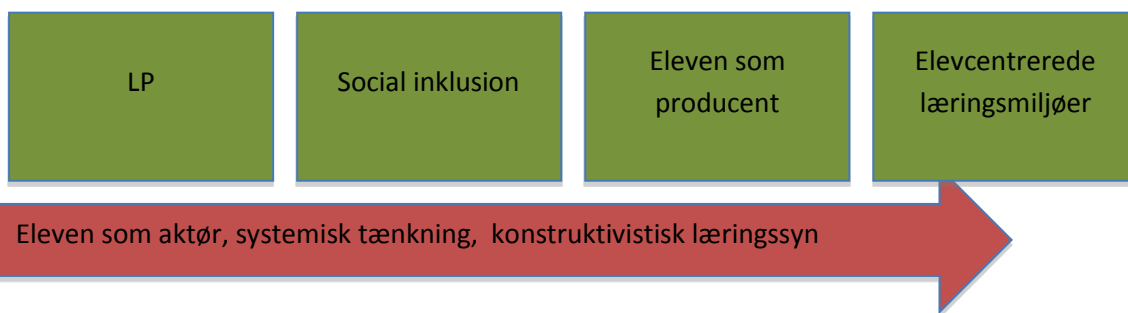 LP
Social inklusion
Eleven som
producent
Elevcentrerede
læringsmiljøer
Eleven som aktør, systemisk tænkning, konstruktivistisk læringssyn